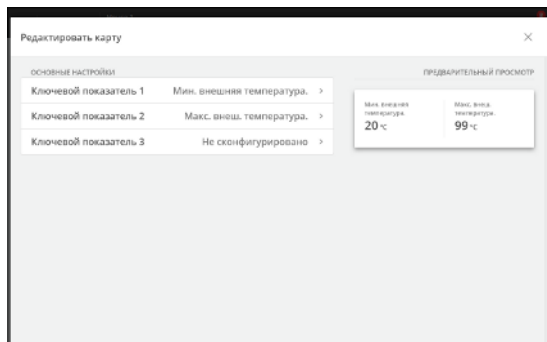 Редактировать карту
ОСНОВНЫЕ НАСТРОЙКИ
Ключевой показатель 1 Мин. внешняя температура. >
Ключевой показатель 2 Макс. внеш. температура. >
Ключевой показатель 3 Не сконфигурировано >
ПРЕДВАРИТЕЛЬНЫЙ ПРОСМОТР
Мин. внешняя
температура.
20 °C
Макс. внеш.
температура.
99 °C